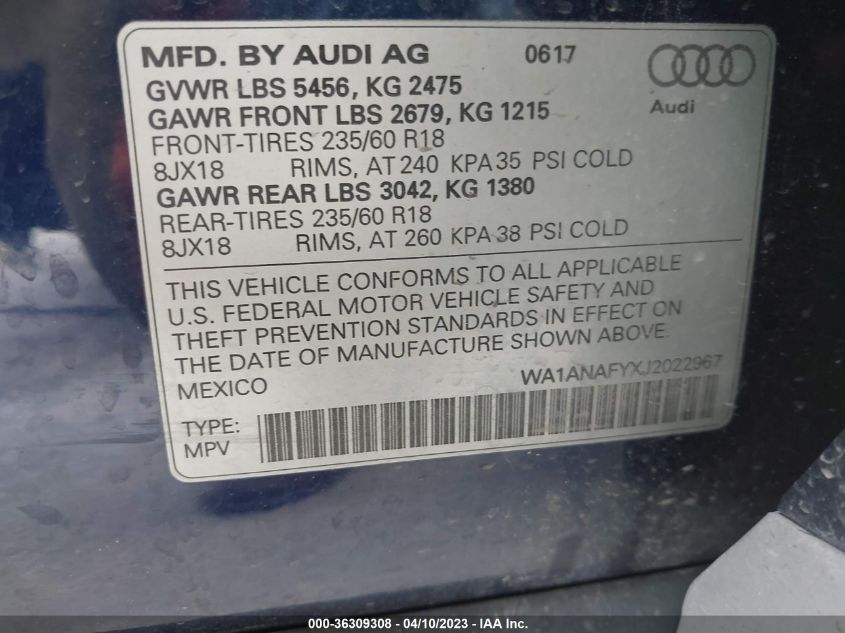 MFD. BY AUDI AG 0617
GVWR LBS 5456, KG 2475
GAWR FRONT LBS 2679, KG 1215
Audi
FRONT-TIRES 235/60 R18
8JX18 RIMS, AT 240 KPA 35 PSI COLD
GAWR REAR LBS 3042, KG 1380
REAR-TIRES 235/60 R18
8JX18 RIMS, AT 260 KPA 38 PSI COLD
THIS VEHICLE CONFORMS TO ALL APPLICABLE
U.S. FEDERAL MOTOR VEHICLE SAFETY AND
THEFT PREVENTION STANDARDS IN EFFECT ON
THE DATE OF MANUFACTURE SHOWN ABOVE.
MEXICO WA1ANAFYXJ2022967
TYPE:
MPV
000-36309308 - 04/10/2023 - IAA Inc.